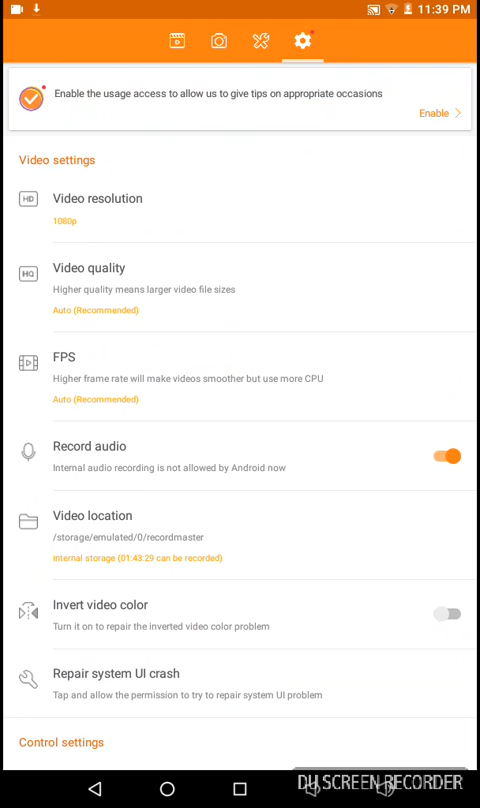 11:39 PM
Enable the usage access to allow us to give tips on appropriate occasions
Enable
Video settings
HD
Video resolution
1080p
HQ
Video quality
Higher quality means larger video file sizes
Auto (Recommended)
FPS
Higher frame rate will make videos smoother but use more CPU
Auto (Recommended)
Record audio
Internal audio recording is not allowed by Android now
Video location
/storage/emulated/0/recordmaster
Internal storage (01:43:29 can be recorded)
Invert video color
Turn it on to repair the inverted video color problem
Repair system UI crash
Tap and allow the permission to try to repair system UI problem
Control settings
DU SCREEN RECORDER